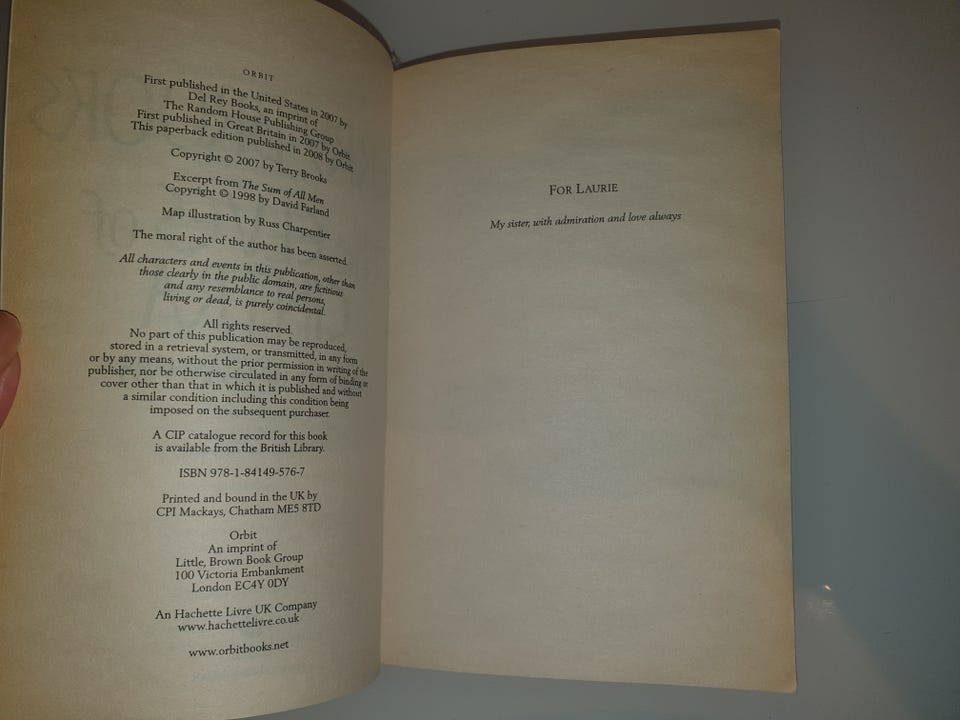 ORBIT
First published in the United States in 2007 by
Del Rey Books, an imprint of
The Random House Publishing Group
First published in Great Britain in 2007 by Orbit
This paperback edition published in 2008 by Orbit
Copyright © 2007 by Terry Brooks
Excerpt from The Sum of All Men
Copyright © 1998 by David Farland
Map illustration by Russ Charpentier
The moral right of the author has been asserted.
All characters and events in this publication, other than
those clearly in the public domain, are fictitious
and any resemblance to real persons,
living or dead, is purely coincidental.
All rights reserved.
No part of this publication may be reproduced,
stored in a retrieval system, or transmitted, in any form
or by any means, without the prior permission in writing of the
publisher, nor be otherwise circulated in any form of binding or
cover other than that in which it is published and without
a similar condition including this condition being
imposed on the subsequent purchaser.
A CIP catalogue record for this book
is available from the British Library.
ISBN 978-1-84149-576-7
Printed and bound in the UK by
CPI Mackays, Chatham ME5 8TD
Orbit
An imprint of
Little, Brown Book Group
100 Victoria Embankment
London EC4Y 0DY
An Hachette Livre UK Company
www.hachettelivre.co.uk
www.orbitbooks.net
FOR LAURIE
My sister, with admiration and love always